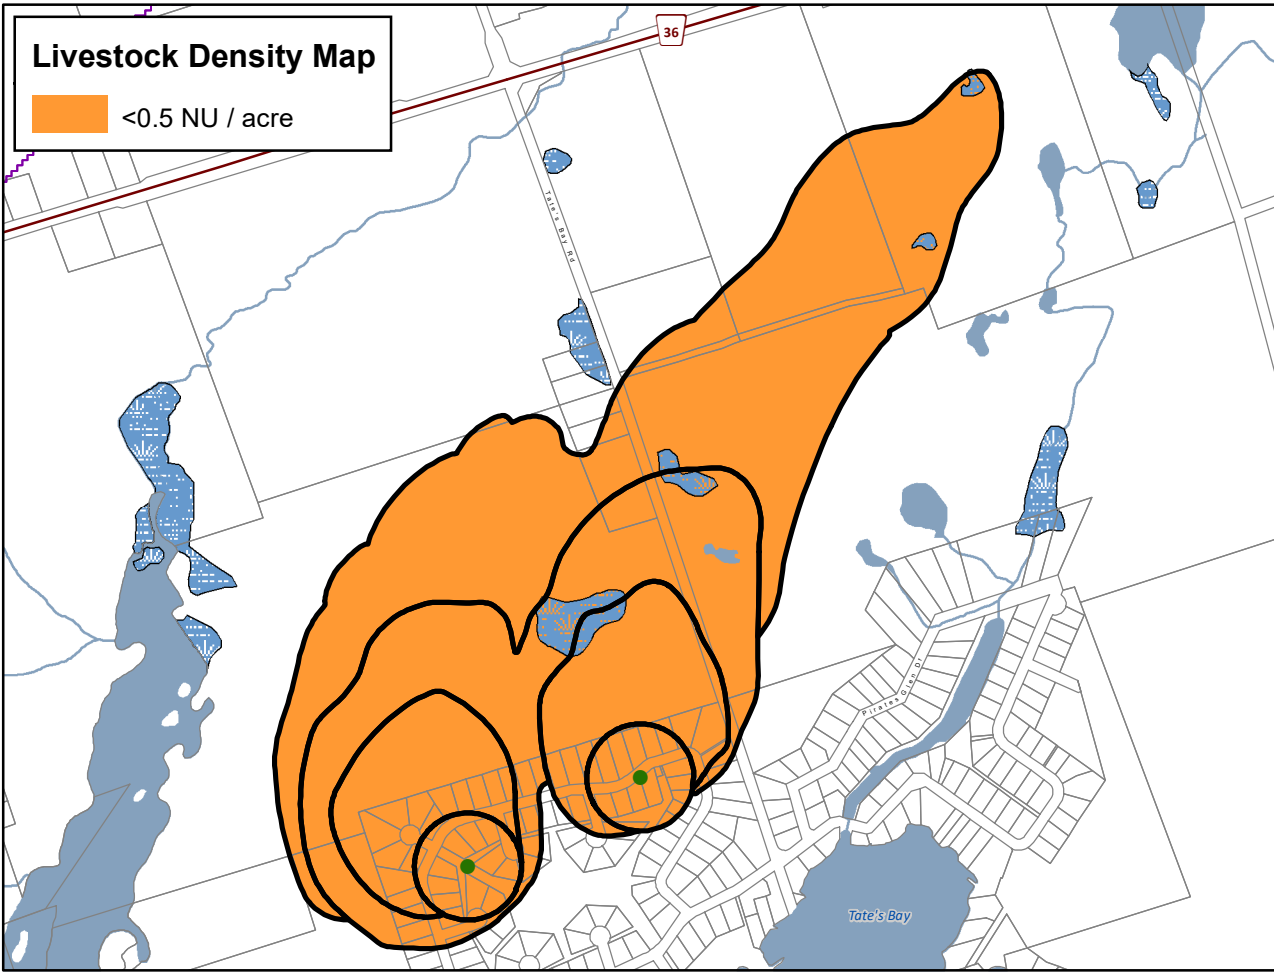 Livestock Density Map
<0.5 NU / acre
36
Tate's Bay Rd
Pirates Glen Dr
Tate's Bay